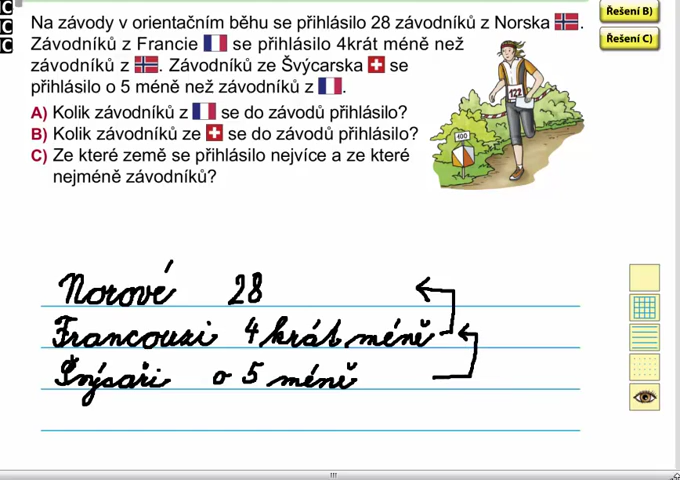 Řešení B)
Řešení C)
Na závody v orientačním běhu se přihlásilo 28 závodníků z Norska.
Závodníků z Francie se přihlásilo 4krát méně než
závodníků z. Závodníků ze Švýcarska se
přihlásilo o 5 méně než závodníků z.
A) Kolik závodníků z se do závodů přihlásilo?
B) Kolik závodníků ze se do závodů přihlásilo?
C) Ze které země se přihlásilo nejvíce a ze které
nejméně závodníků?
122
100
Norové 28
Francouzi 4 krát méně
Švýcaři o 5 méně